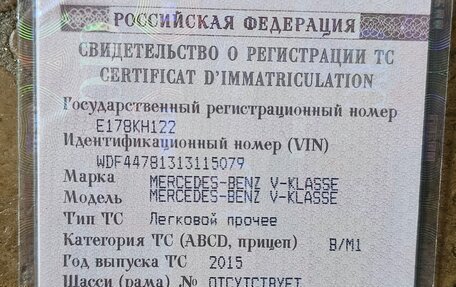 РОССИЙСКАЯ ФЕДЕРАЦИЯ
СВИДЕТЕЛЬСТВО О РЕГИСТРАЦИИ ТС
CERTIFICAT D'IMMATRICULATION
Государственный регистрационный номер
Е178КН122
Идентификационный номер (VIN)
WDF44781313115079
Марка MERCEDES-BENZ V-KLASSE
Модель MERCEDES-BENZ V-KLASSE
Тип ТС Легковой прочее
Категория ТС (ABCD, прицеп) B/M1
Год выпуска ТС 2015
Шасси (рама) № ОТСУТСТВУЕТ